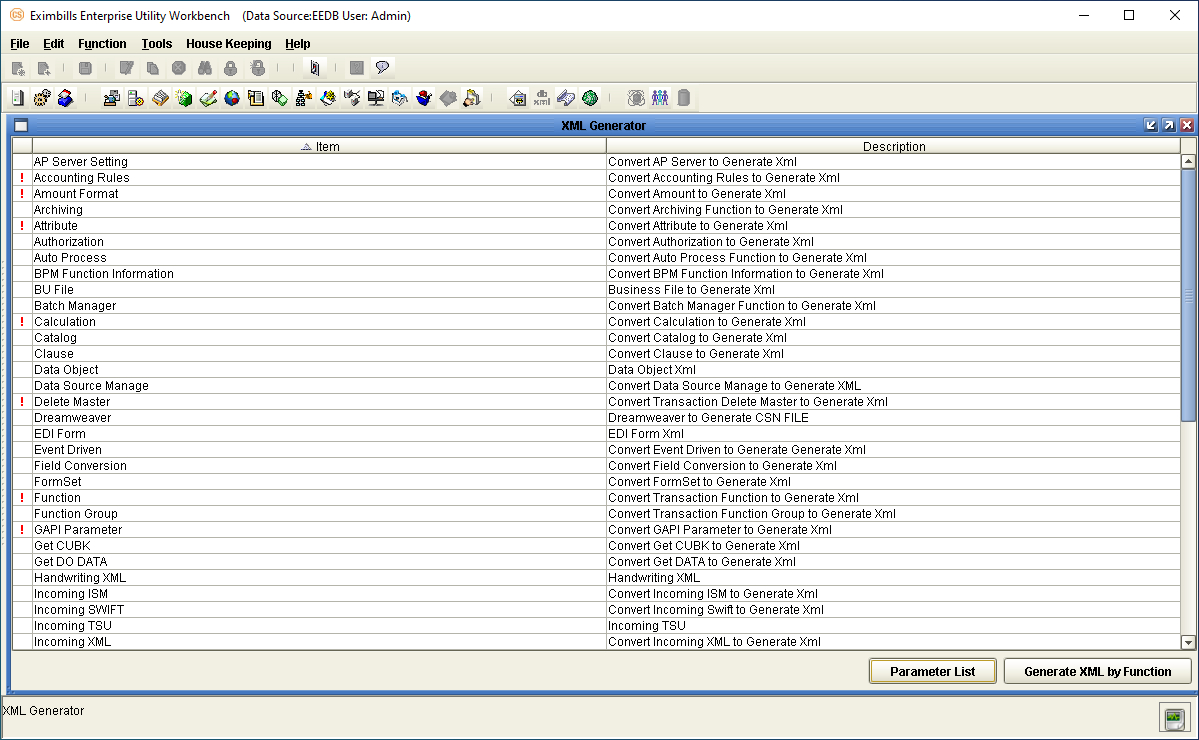 Eximbills Enterprise Utility Workbench (Data Source:EEDB User: Admin)
File Edit Function Tools House Keeping Help
db
xml
XML Generator
Item Description
AP Server Setting Convert AP Server to Generate Xml
! Accounting Rules Convert Accounting Rules to Generate Xml
! Amount Format Convert Amount to Generate Xml
Archiving Convert Archiving Function to Generate Xml
! Attribute Convert Attribute to Generate Xml
Authorization Convert Authorization to Generate Xml
Auto Process Convert Auto Process Function to Generate Xml
BPM Function Information Convert BPM Function Information to Generate Xml
BU File Business File to Generate Xml
Batch Manager Convert Batch Manager Function to Generate Xml
! Calculation Convert Calculation to Generate Xml
Catalog Convert Catalog to Generate Xml
Clause Convert Clause to Generate Xml
Data Object Data Object Xml
Data Source Manage Convert Data Source Manage to Generate XML
! Delete Master Convert Transaction Delete Master to Generate Xml
Dreamweaver Dreamweaver to Generate CSN FILE
EDI Form EDI Form Xml
Event Driven Convert Event Driven to Generate Generate Xml
Field Conversion Convert Field Conversion to Generate Xml
FormSet Convert FormSet to Generate Xml
! Function Convert Transaction Function to Generate Xml
Function Group Convert Transaction Function Group to Generate Xml
! GAPI Parameter Convert GAPI Parameter to Generate Xml
Get CUBK Convert Get CUBK to Generate Xml
Get DO DATA Convert Get DATA to Generate Xml
Handwriting XML Handwriting XML
Incoming ISM Convert Incoming ISM to Generate Xml
Incoming SWIFT Convert Incoming Swift to Generate Xml
Incoming TSU Incoming TSU
Incoming XML Convert Incoming XML to Generate Xml
Parameter List Generate XML by Function
XML Generator